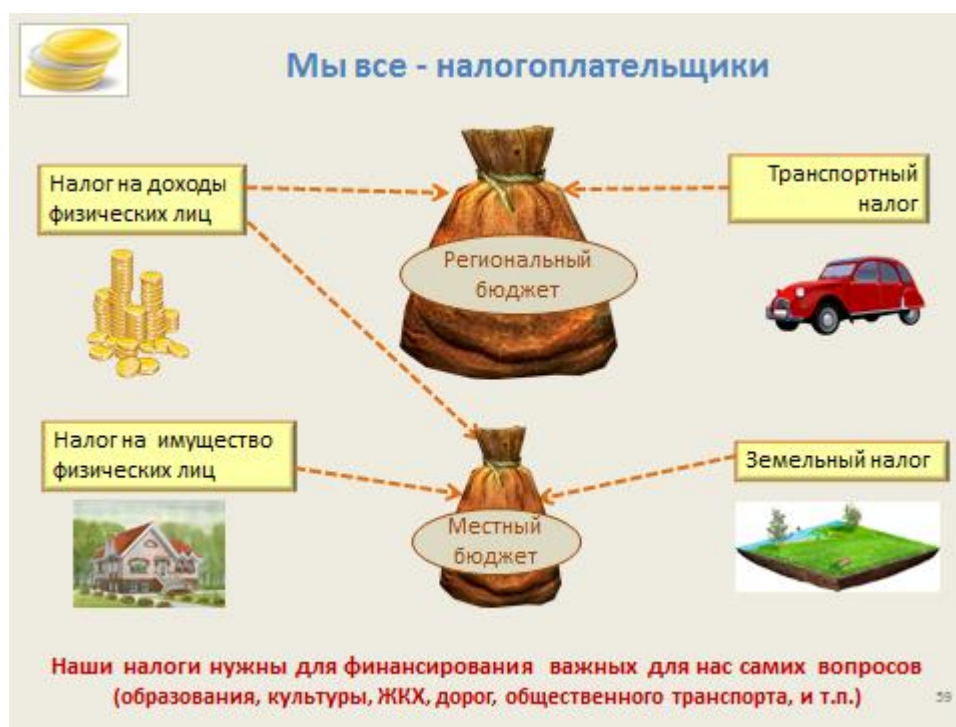 Мы все - налогоплательщики
Налог на доходы
физических лиц
Транспортный
налог
Региональный
бюджет
Налог на имущество
физических лиц
Земельный налог
Местный
бюджет
Наши налоги нужны для финансирования важных для нас самих вопросов
(образования, культуры, ЖКХ, дорог, общественного транспорта, и т.п.)
59